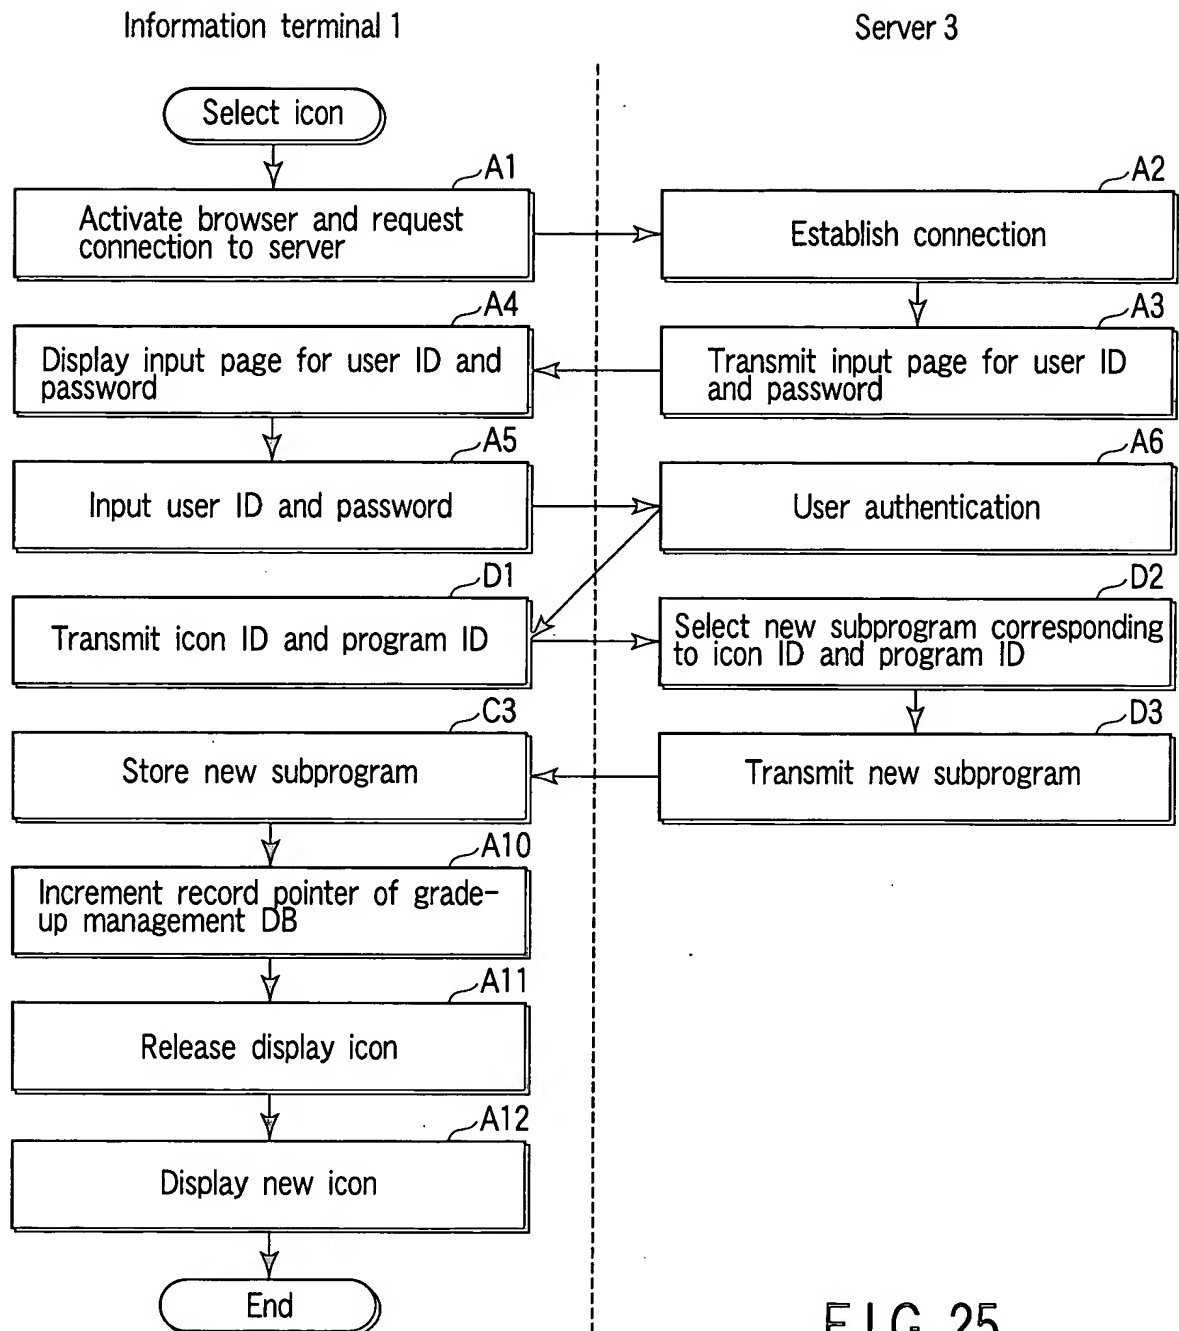 Information terminal 1
Server 3
Select icon
A1
Activate browser and request
connection to server
A2
Establish connection
A3
Transmit input page for user ID
and password
A4
Display input page for user ID and
password
A5
Input user ID and password
A6
User authentication
D1
Transmit icon ID and program ID
D2
Select new subprogram corresponding
to icon ID and program ID
D3
Transmit new subprogram
C3
Store new subprogram
A10
Increment record pointer of grade-
up management DB
A11
Release display icon
A12
Display new icon
End
FIG. 25